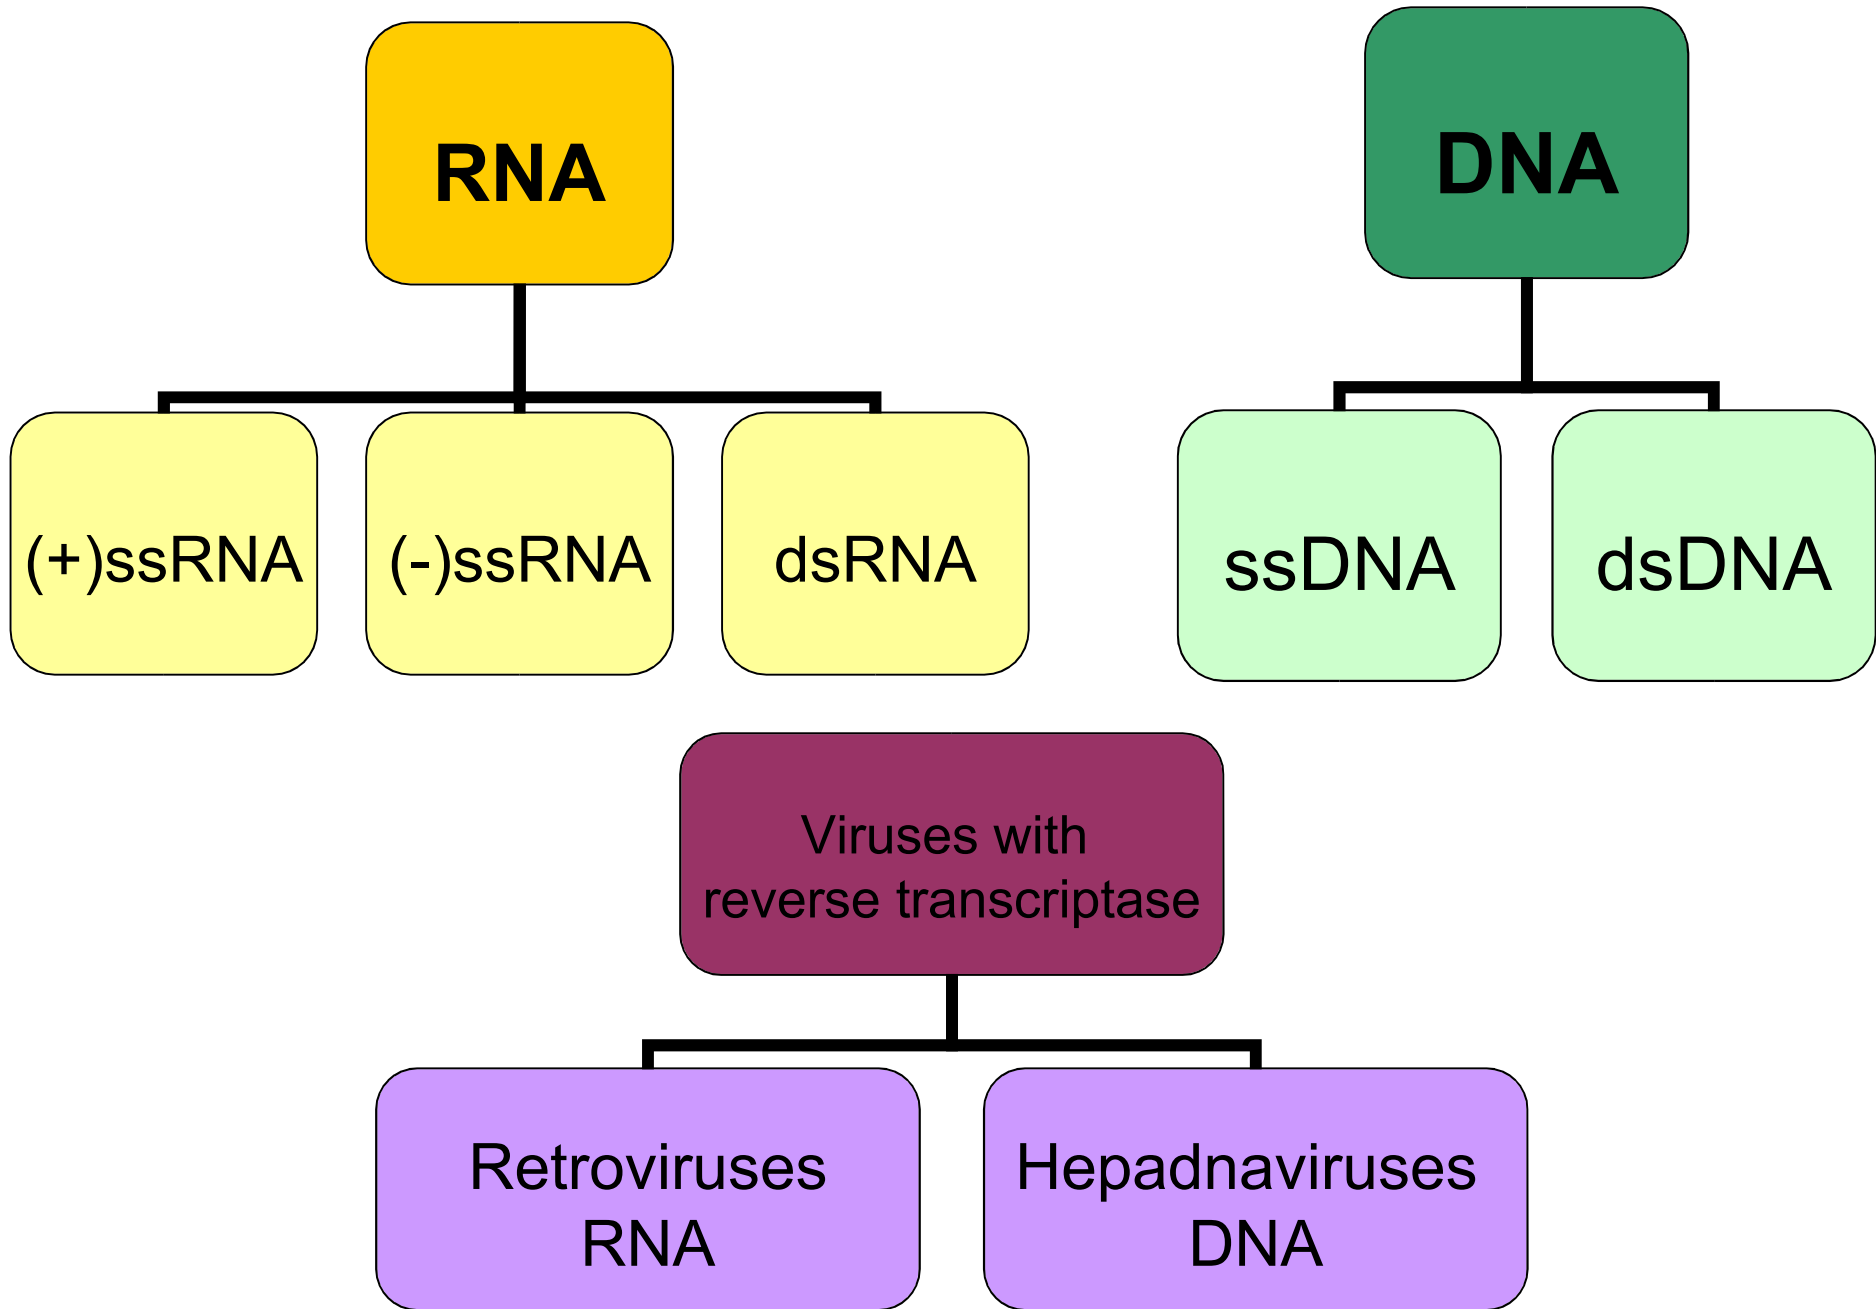 RNA
DNA
(+)ssRNA
(-)ssRNA
dsRNA
ssDNA
dsDNA
Viruses with
reverse transcriptase
Retroviruses
RNA
Hepadnaviruses
DNA